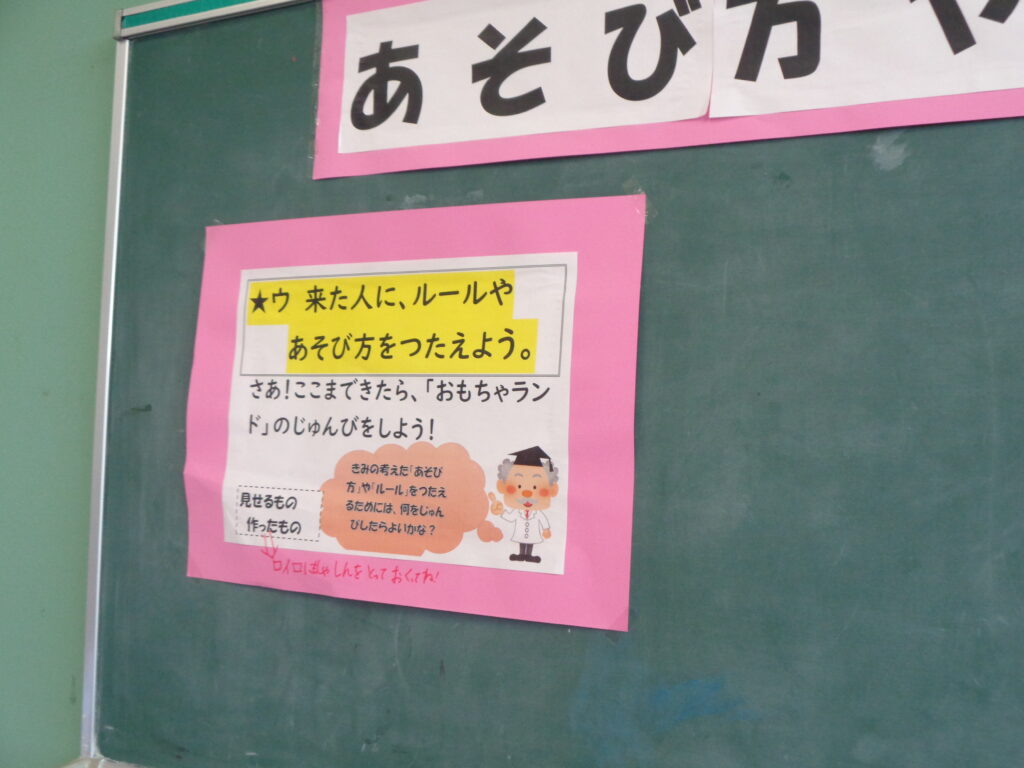 あそび方や
★ウ 来た人に、ルールや
あそび方をつたえよう。
さあ！ここまできたら、「おもちゃラン
ド」のじゅんびをしよう！
きみの考えた「あそび
方」や「ルール」をつたえ
るためには、何をじゅん
びしたらよいかな？
見せるもの
作ったもの
しゃしんをとっておくってね!